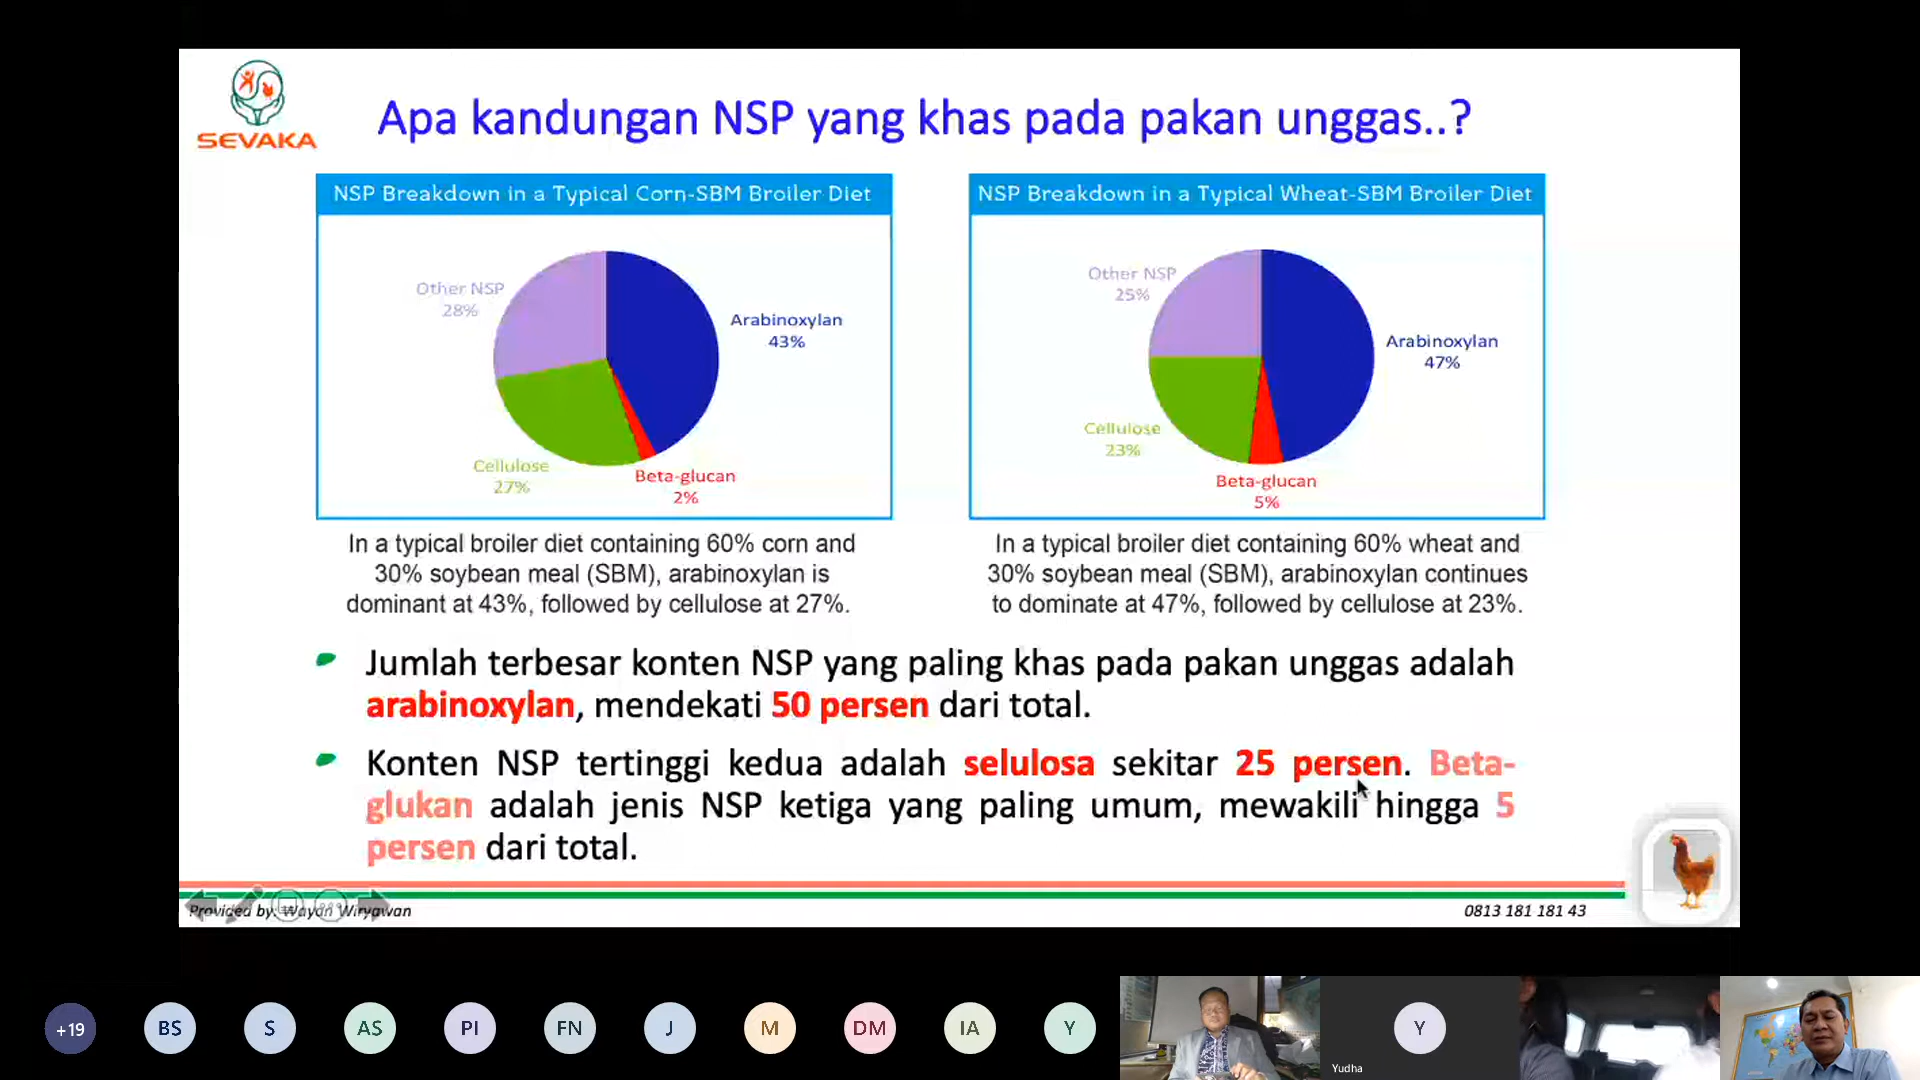 SEVAKA
Apa kandungan NSP yang khas pada pakan unggas..?
NSP Breakdown in a Typical Corn-SBM Broiler Diet
Other NSP
28%
Arabinoxylan
43%
Cellulose
27%
Beta-glucan
2%
In a typical broiler diet containing 60% corn and
30% soybean meal (SBM), arabinoxylan is
dominant at 43%, followed by cellulose at 27%.
NSP Breakdown in a Typical Wheat-SBM Broiler Diet
Other NSP
25%
Arabinoxylan
47%
Cellulose
23%
Beta-glucan
5%
In a typical broiler diet containing 60% wheat and
30% soybean meal (SBM), arabinoxylan continues
to dominate at 47%, followed by cellulose at 23%.
Jumlah terbesar konten NSP yang paling khas pada pakan unggas adalah
arabinoxylan, mendekati 50 persen dari total.
Konten NSP tertinggi kedua adalah selulosa sekitar 25 persen. Beta-
glukan adalah jenis NSP ketiga yang paling umum, mewakili hingga 5
persen dari total.
Provided by: Wayan Wiryawan
0813 181 181 43
+19
BS
S
AS
PI
FN
J
M
DM
IA
Y
Y
Yudha